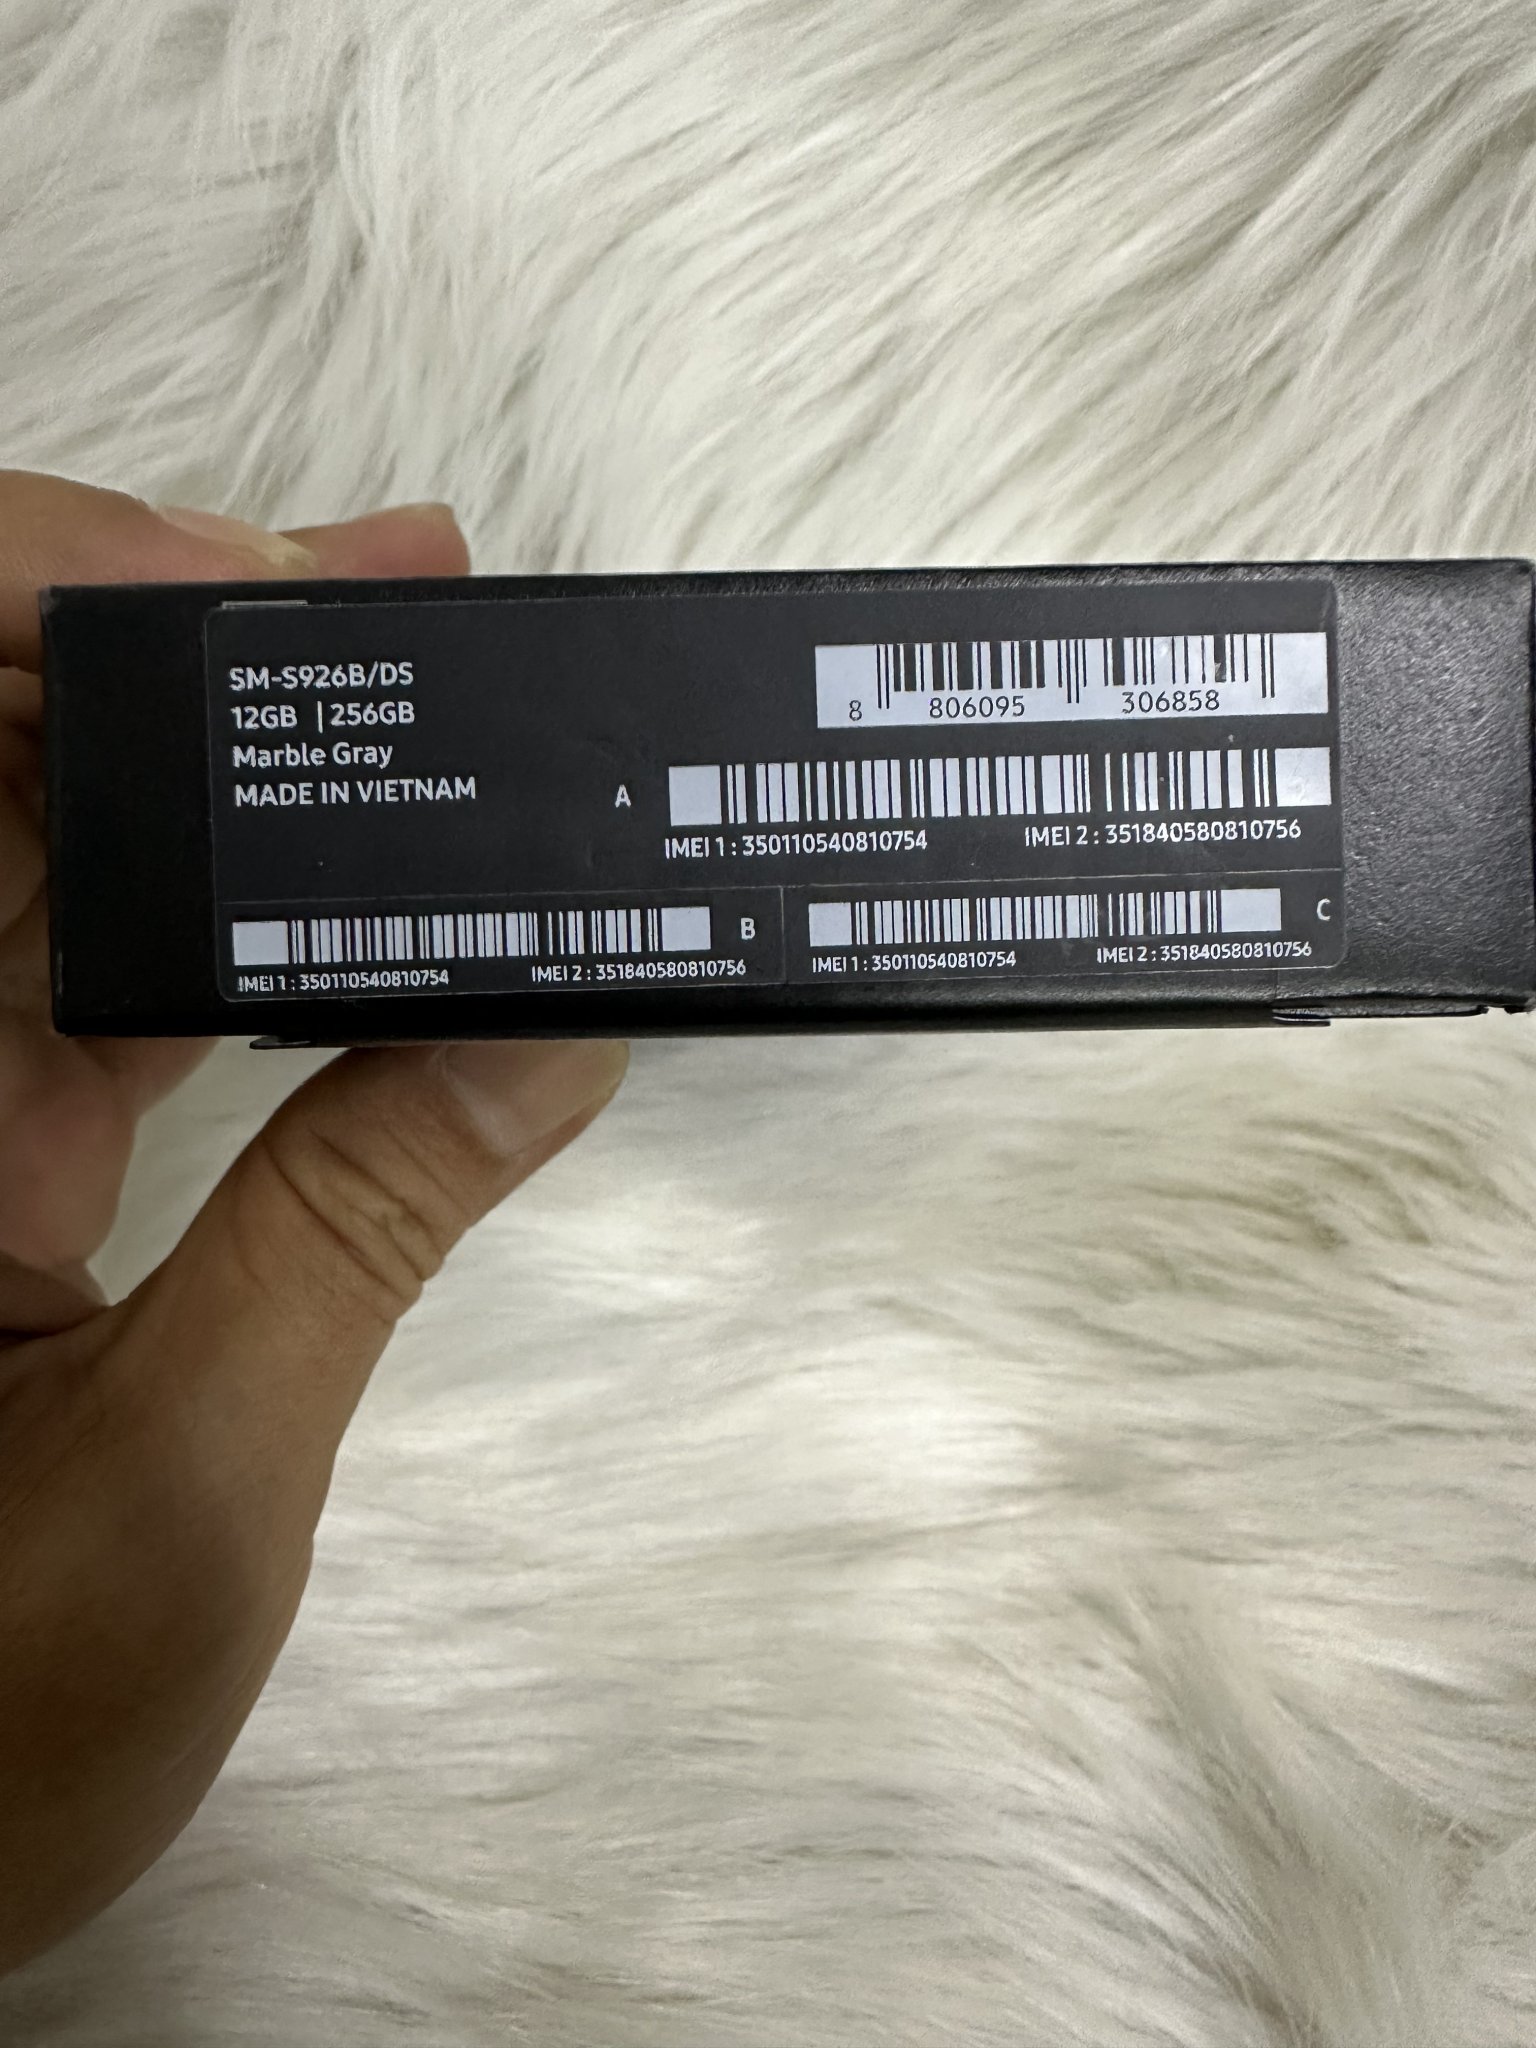 SM-S926B/DS
12GB | 256GB
Marble Gray
MADE IN VIETNAM
8 806095 306858
A
IMEI 1 : 350110540810754 IMEI 2 : 351840580810756
B
IMEI 1 : 350110540810754 IMEI 2 : 351840580810756
C
IMEI 1 : 350110540810754 IMEI 2 : 351840580810756